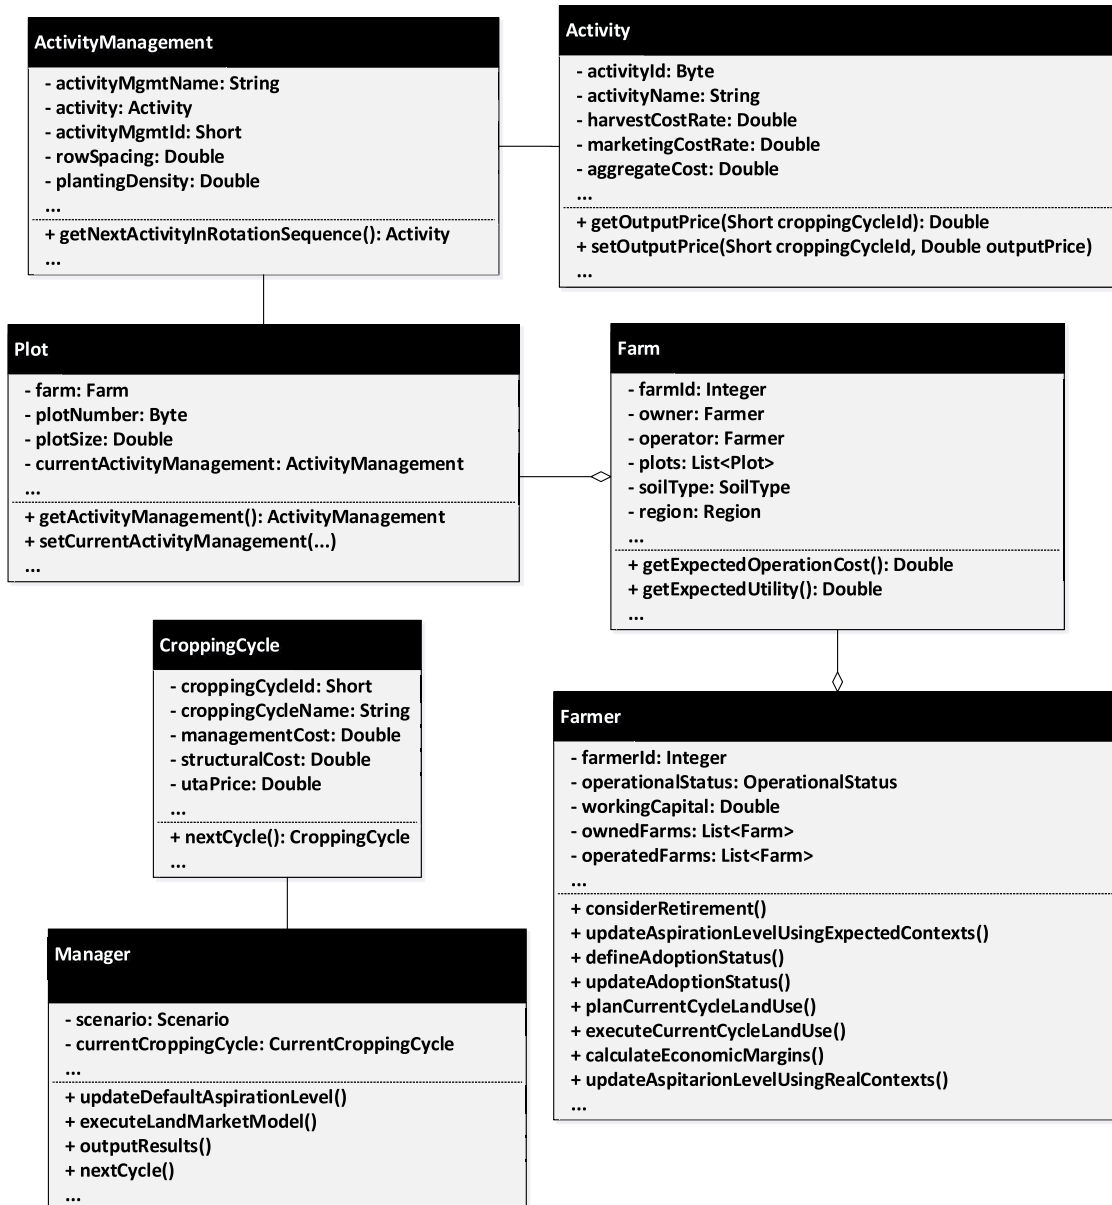 ActivityManagement
- activityMgmtName: String
- activity: Activity
- activityMgmtId: Short
- rowSpacing: Double
- plantingDensity: Double
...
+ getNextActivityInRotationSequence(): Activity
...
Activity
- activityId: Byte
- activityName: String
- harvestCostRate: Double
- marketingCostRate: Double
- aggregateCost: Double
...
+ getOutputPrice(Short croppingCycleId): Double
+ setOutputPrice(Short croppingCycleId, Double outputPrice)
...
Plot
- farm: Farm
- plotNumber: Byte
- plotSize: Double
- currentActivityManagement: ActivityManagement
...
+ getActivityManagement(): ActivityManagement
+ setCurrentActivityManagement(...)
...
Farm
- farmId: Integer
- owner: Farmer
- operator: Farmer
- plots: List<Plot>
- soilType: SoilType
- region: Region
...
+ getExpectedOperationCost(): Double
+ getExpectedUtility(): Double
...
CroppingCycle
- croppingCycleId: Short
- croppingCycleName: String
- managementCost: Double
- structuralCost: Double
- utaPrice: Double
...
+ nextCycle(): CroppingCycle
...
Farmer
- farmerId: Integer
- operationalStatus: OperationalStatus
- workingCapital: Double
- ownedFarms: List<Farm>
- operatedFarms: List<Farm>
...
+ considerRetirement()
+ updateAspirationLevelUsingExpectedContexts()
+ defineAdoptionStatus()
+ updateAdoptionStatus()
+ planCurrentCycleLandUse()
+ executeCurrentCycleLandUse()
+ calculateEconomicMargins()
+ updateAspitarionLevelUsingRealContexts()
...
Manager
- scenario: Scenario
- currentCroppingCycle: CurrentCroppingCycle
...
+ updateDefaultAspirationLevel()
+ executeLandMarketModel()
+ outputResults()
+ nextCycle()
...